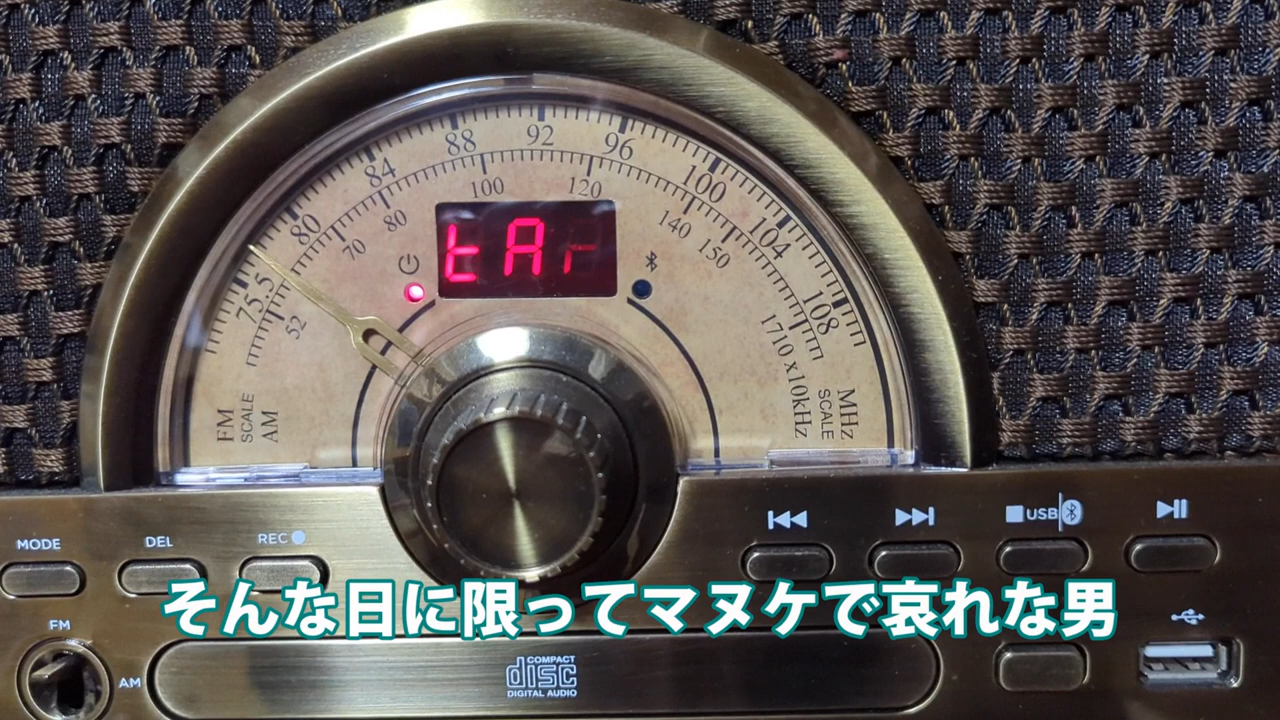 88 92 96
84 100
80 104
75.5 108
100 120
80 140
70 150
52 1710 x10kHz
tAr
FM
SCALE
AM
MHz
SCALE
MODE DEL REC
USB
そんな日に限ってマヌケで哀れな男
FM
AM
COMPACT
disc
DIGITAL AUDIO